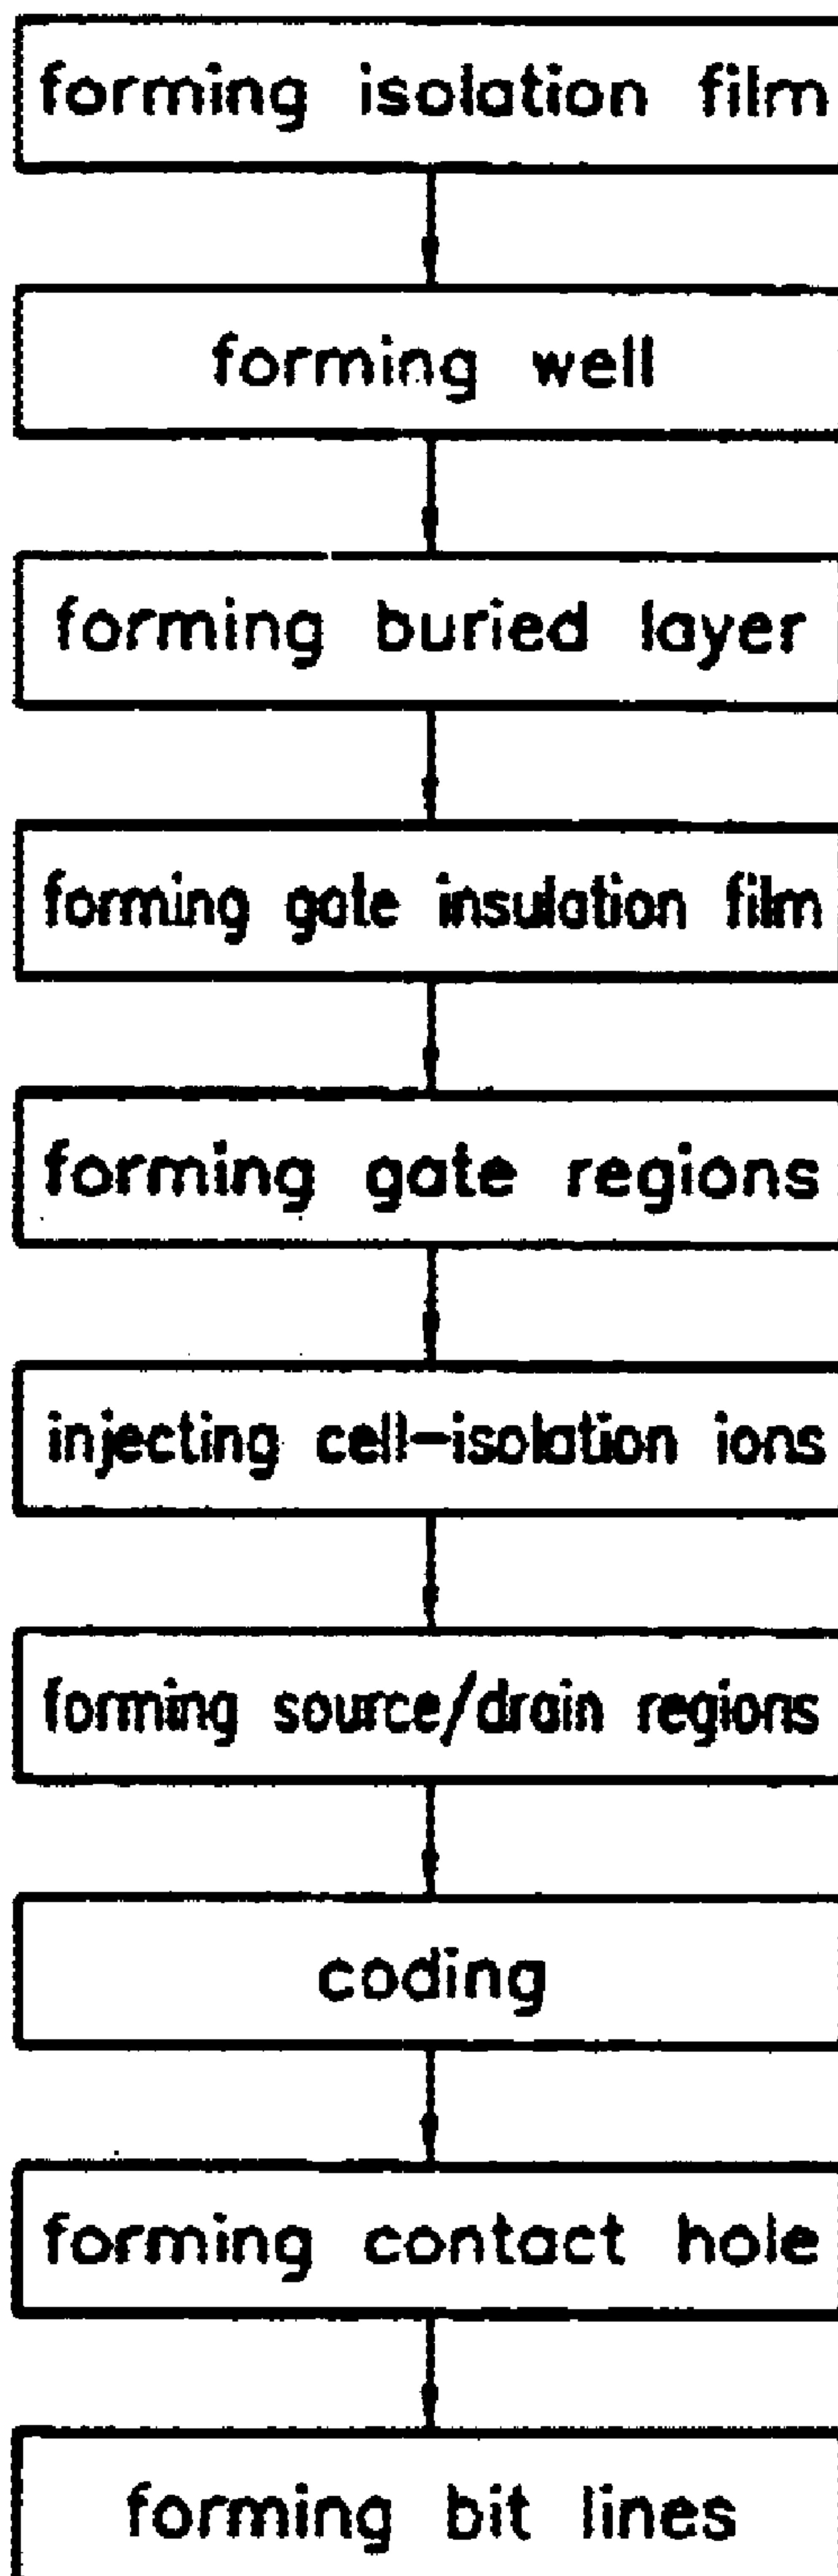 forming isolation film
forming well
forming buried layer
forming gate insulation film
forming gate regions
injecting cell-isolation ions
forming source/drain regions
coding
forming contact hole
forming bit lines